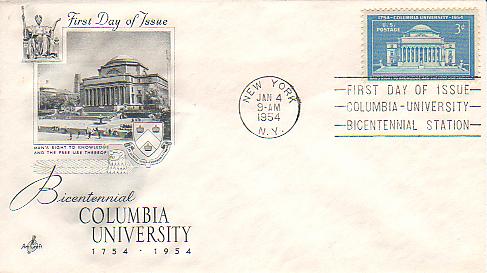 First Day of Issue
1754-COLUMBIA UNIVERSITY-1954
U.S. POSTAGE
3¢
NEW YORK
JAN 4
9-AM
1954
N.Y.
FIRST DAY OF ISSUE
COLUMBIA-UNIVERSITY
BICENTENNIAL STATION
MAN'S RIGHT TO KNOWLEDGE
AND THE FREE USE THEREOF
Bicentennial
COLUMBIA
UNIVERSITY
1754 · 1954
ArtCraft